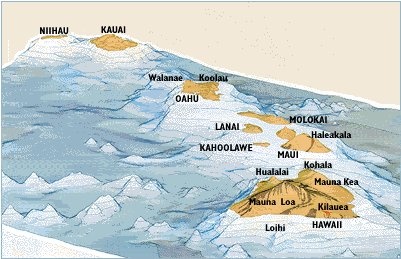 NIIHAU
KAUAI
Walanae
Koolau
OAHU
MOLOKAI
LANAI
Haleakala
KAHOOLAWE
MAUI
Kohala
Hualalai
Mauna Kea
Mauna Loa
Kilauea
Loihi
HAWAII